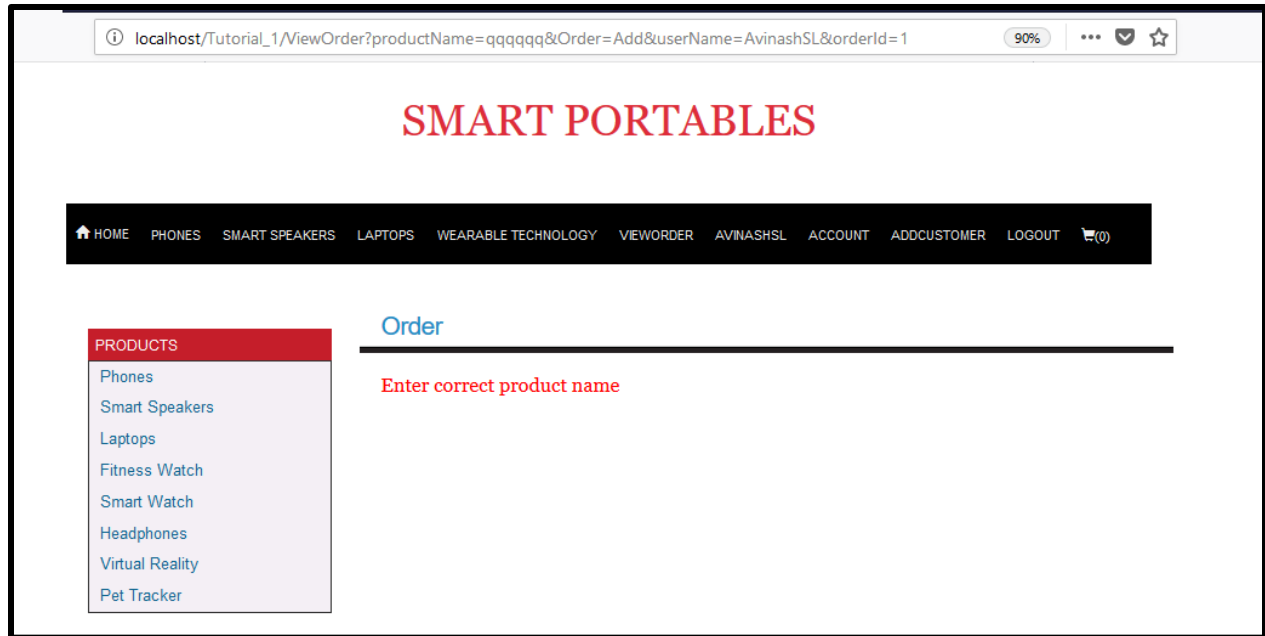 localhost/Tutorial_1/ViewOrder?productName=qqqqqq&Order=Add&userName=AvinashSL&orderId=1 90%
SMART PORTABLES
HOME PHONES SMART SPEAKERS LAPTOPS WEARABLE TECHNOLOGY VIEWORDER AVINASHSL ACCOUNT ADDCUSTOMER LOGOUT (0)
PRODUCTS
Phones
Smart Speakers
Laptops
Fitness Watch
Smart Watch
Headphones
Virtual Reality
Pet Tracker
Order
Enter correct product name